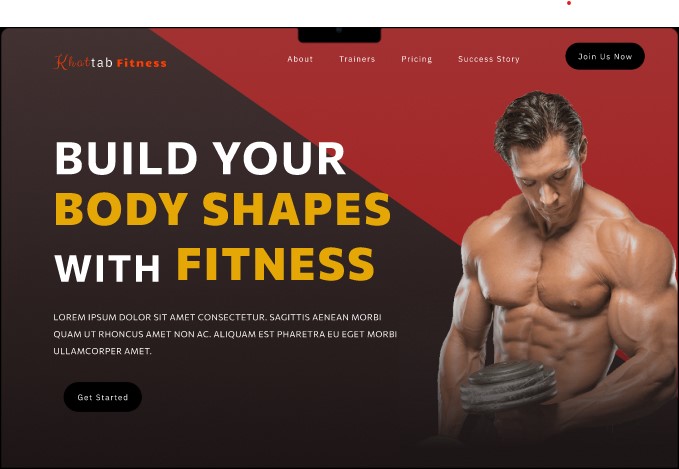 Khattab Fitness
About Trainers Pricing Success Story Join Us Now
BUILD YOUR
BODY SHAPES
WITH FITNESS
LOREM IPSUM DOLOR SIT AMET CONSECTETUR. SAGITTIS AENEAN MORBI
QUAM UT RHONCUS AMET NON AC. ALIQUAM EST PHARETRA EU EGET MORBI
ULLAMCORPER AMET.
Get Started